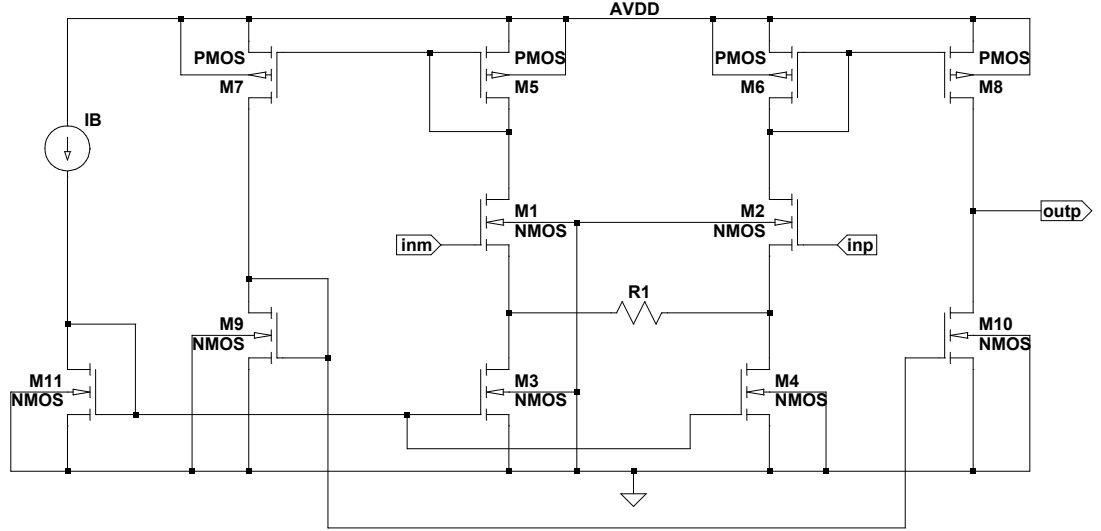 AVDD
PMOS
M7
PMOS
M5
PMOS
M6
PMOS
M8
IB
M1
NMOS
M2
NMOS
inm
inp
outp
R1
M9
NMOS
M10
NMOS
M11
NMOS
M3
NMOS
M4
NMOS